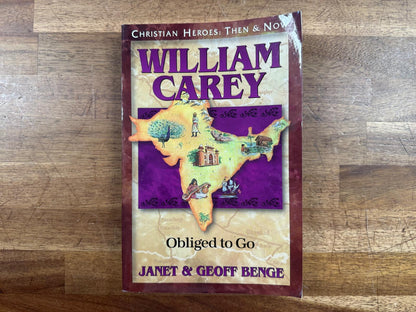 CHRISTIAN HEROES: THEN & NOW
WILLIAM
CAREY
Obliged to Go
JANET & GEOFF BENGE